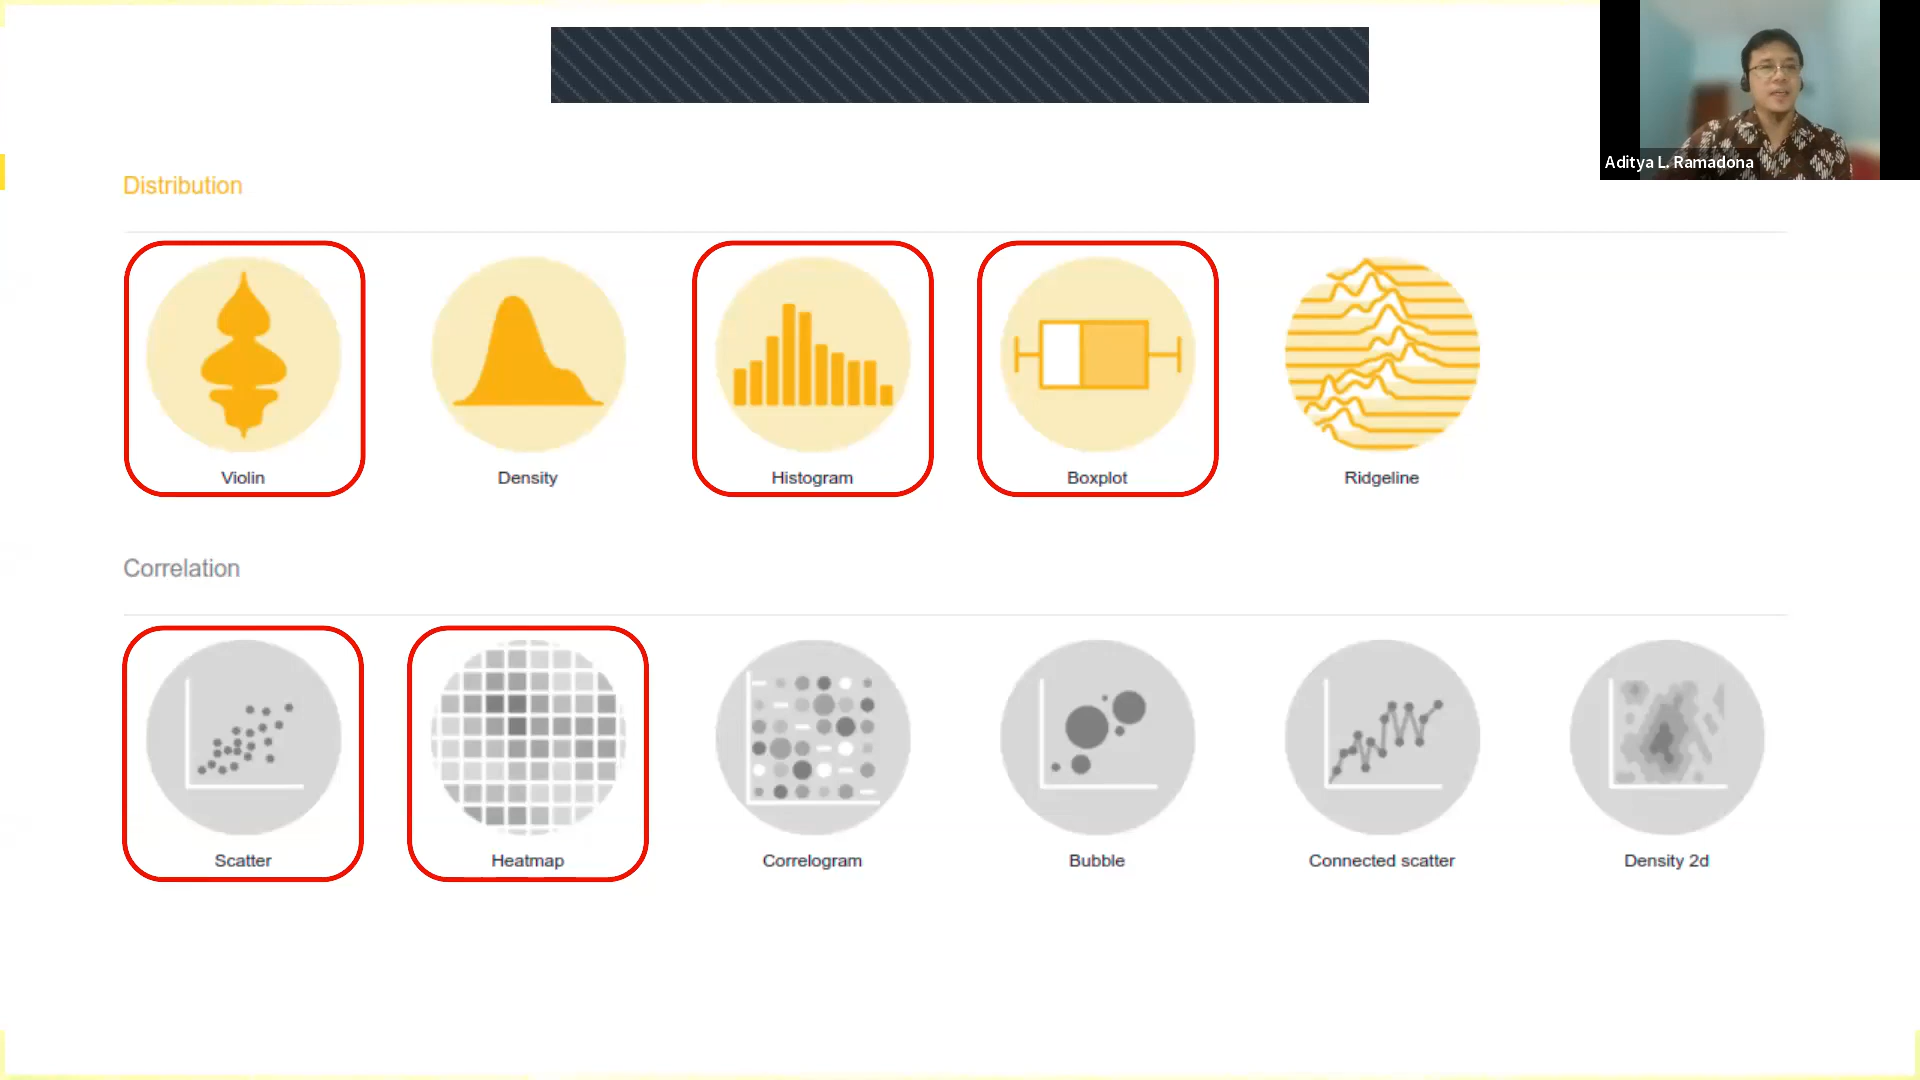 Aditya L. Ramadona
Distribution
Violin
Density
Histogram
Boxplot
Ridgeline
Correlation
Scatter
Heatmap
Correlogram
Bubble
Connected scatter
Density 2d